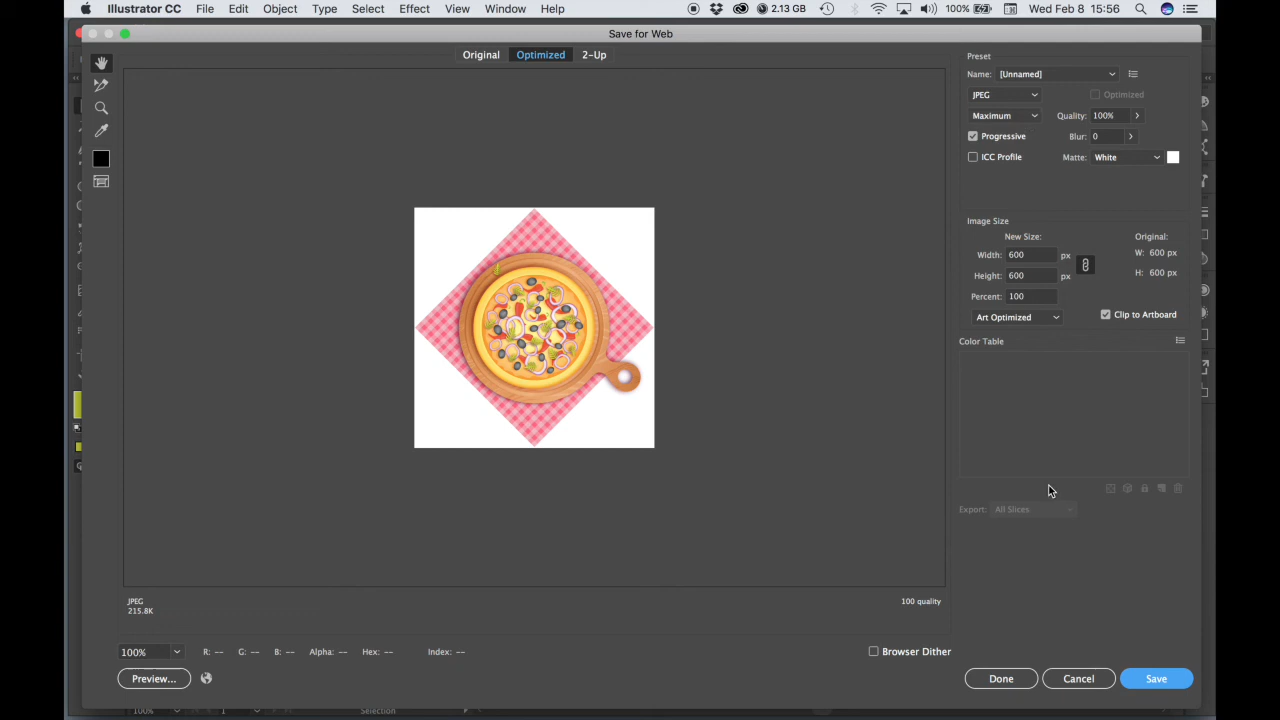 Illustrator CC File Edit Object Type Select Effect View Window Help 2.13 GB 100% Wed Feb 8 15:56
Save for Web
Original Optimized 2-Up
Preset
Name: [Unnamed]
JPEG Optimized
Maximum Quality: 100%
Progressive Blur: 0
ICC Profile Matte: White
Image Size
New Size: Original:
Width: 600 px W: 600 px
Height: 600 px H: 600 px
Percent: 100
Art Optimized Clip to Artboard
Color Table
Export: All Slices
JPEG 100 quality
215.8K
100% R: -- G: -- B: -- Alpha: -- Hex: -- Index: -- Browser Dither
Preview... Done Cancel Save
100% 1 Selection